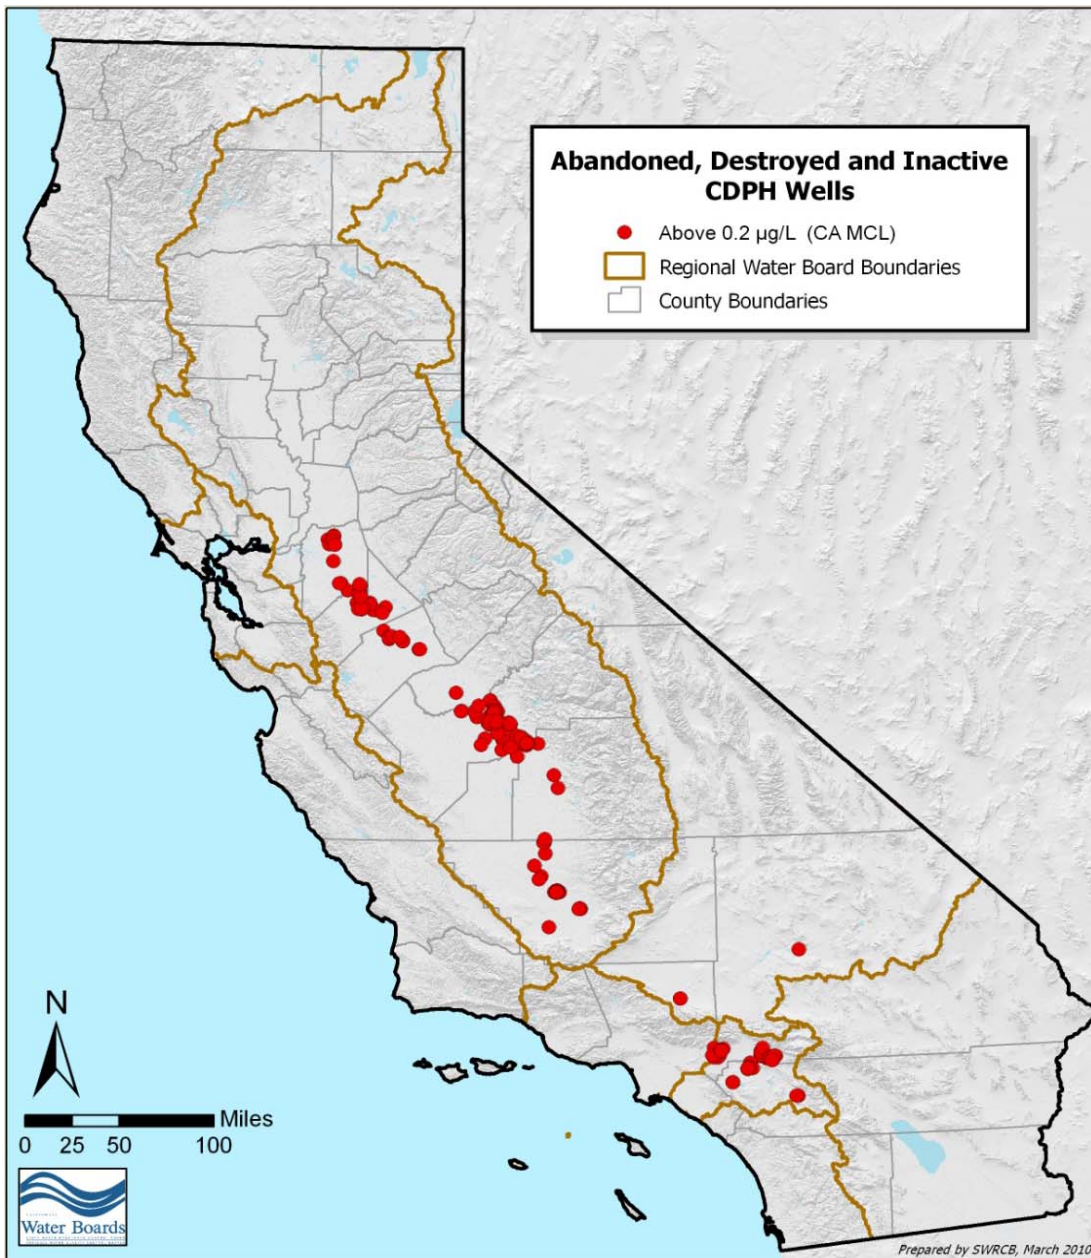 Abandoned, Destroyed and Inactive
CDPH Wells
Above 0.2 µg/L (CA MCL)
Regional Water Board Boundaries
County Boundaries
N
Miles
0 25 50 100
Water Boards
Prepared by SWRCB, March 2010